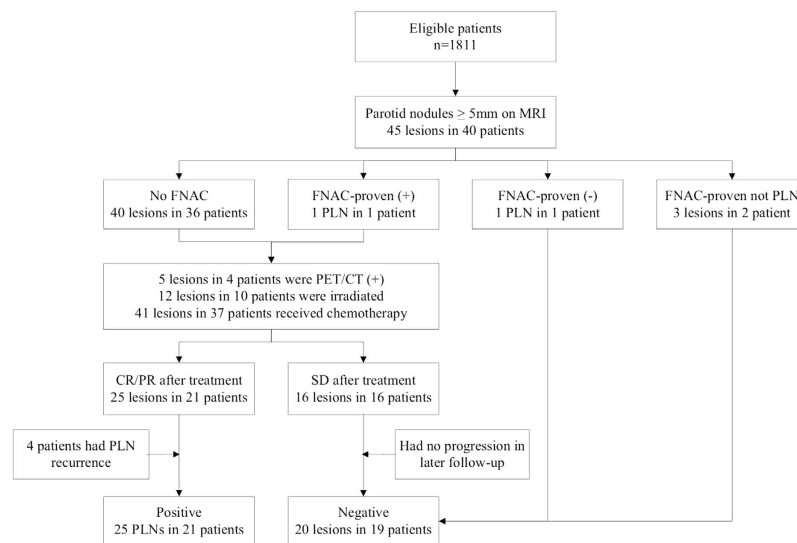 Eligible patients
n=1811
Parotid nodules ≥ 5mm on MRI
45 lesions in 40 patients
No FNAC
40 lesions in 36 patients
FNAC-proven (+)
1 PLN in 1 patient
FNAC-proven (-)
1 PLN in 1 patient
FNAC-proven not PLN
3 lesions in 2 patient
5 lesions in 4 patients were PET/CT (+)
12 lesions in 10 patients were irradiated
41 lesions in 37 patients received chemotherapy
CR/PR after treatment
25 lesions in 21 patients
SD after treatment
16 lesions in 16 patients
4 patients had PLN
recurrence
Had no progression in
later follow-up
Positive
25 PLNs in 21 patients
Negative
20 lesions in 19 patients